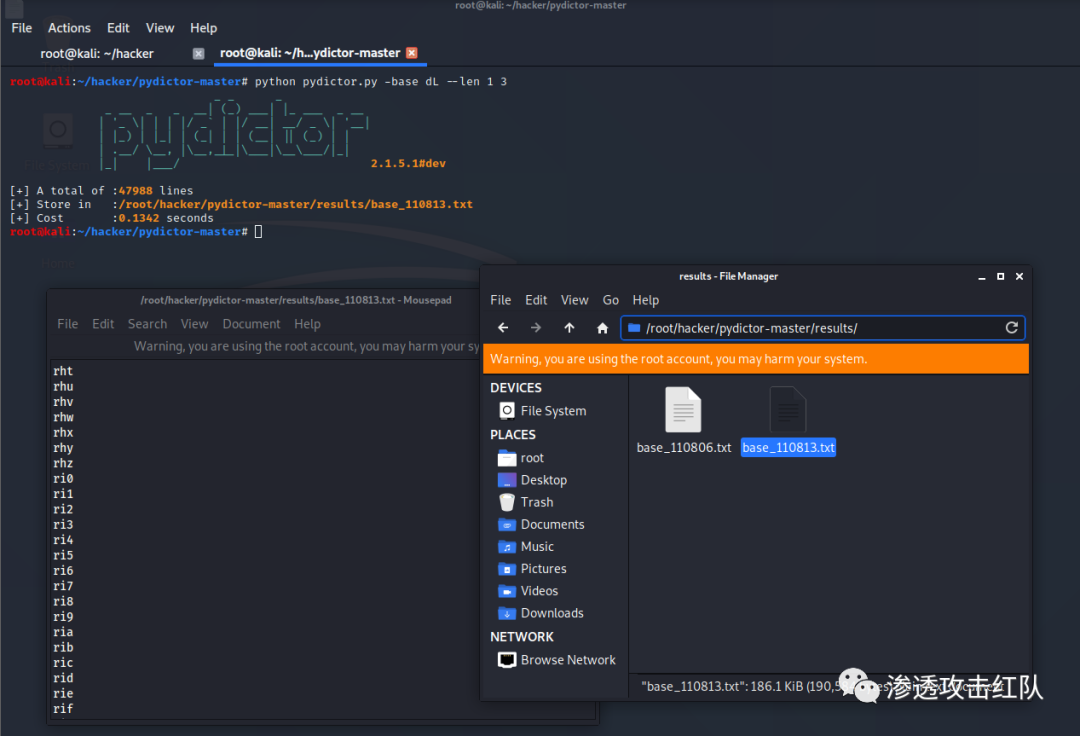 root@kali: ~/hacker/pydictor-master
File Actions Edit View Help
root@kali: ~/hacker
root@kali: ~/h...ydictor-master
root@kali:~/hacker/pydictor-master# python pydictor.py -base dL --len 1 3
pydictor
2.1.5.1#dev
[+] A total of :47988 lines
[+] Store in :/root/hacker/pydictor-master/results/base_110813.txt
[+] Cost :0.1342 seconds
root@kali:~/hacker/pydictor-master#
/root/hacker/pydictor-master/results/base_110813.txt - Mousepad
File Edit Search View Document Help
Warning, you are using the root account, you may harm your sy
rht
rhu
rhv
rhw
rhx
rhy
rhz
ri0
ri1
ri2
ri3
ri4
ri5
ri6
ri7
ri8
ri9
ria
rib
ric
rid
rie
rif
results - File Manager
File Edit View Go Help
/root/hacker/pydictor-master/results/
Warning, you are using the root account, you may harm your system.
DEVICES
File System
PLACES
root
Desktop
Trash
Documents
Music
Pictures
Videos
Downloads
NETWORK
Browse Network
base_110806.txt
base_110813.txt
"base_110813.txt": 186.1 KiB
渗透攻击红队